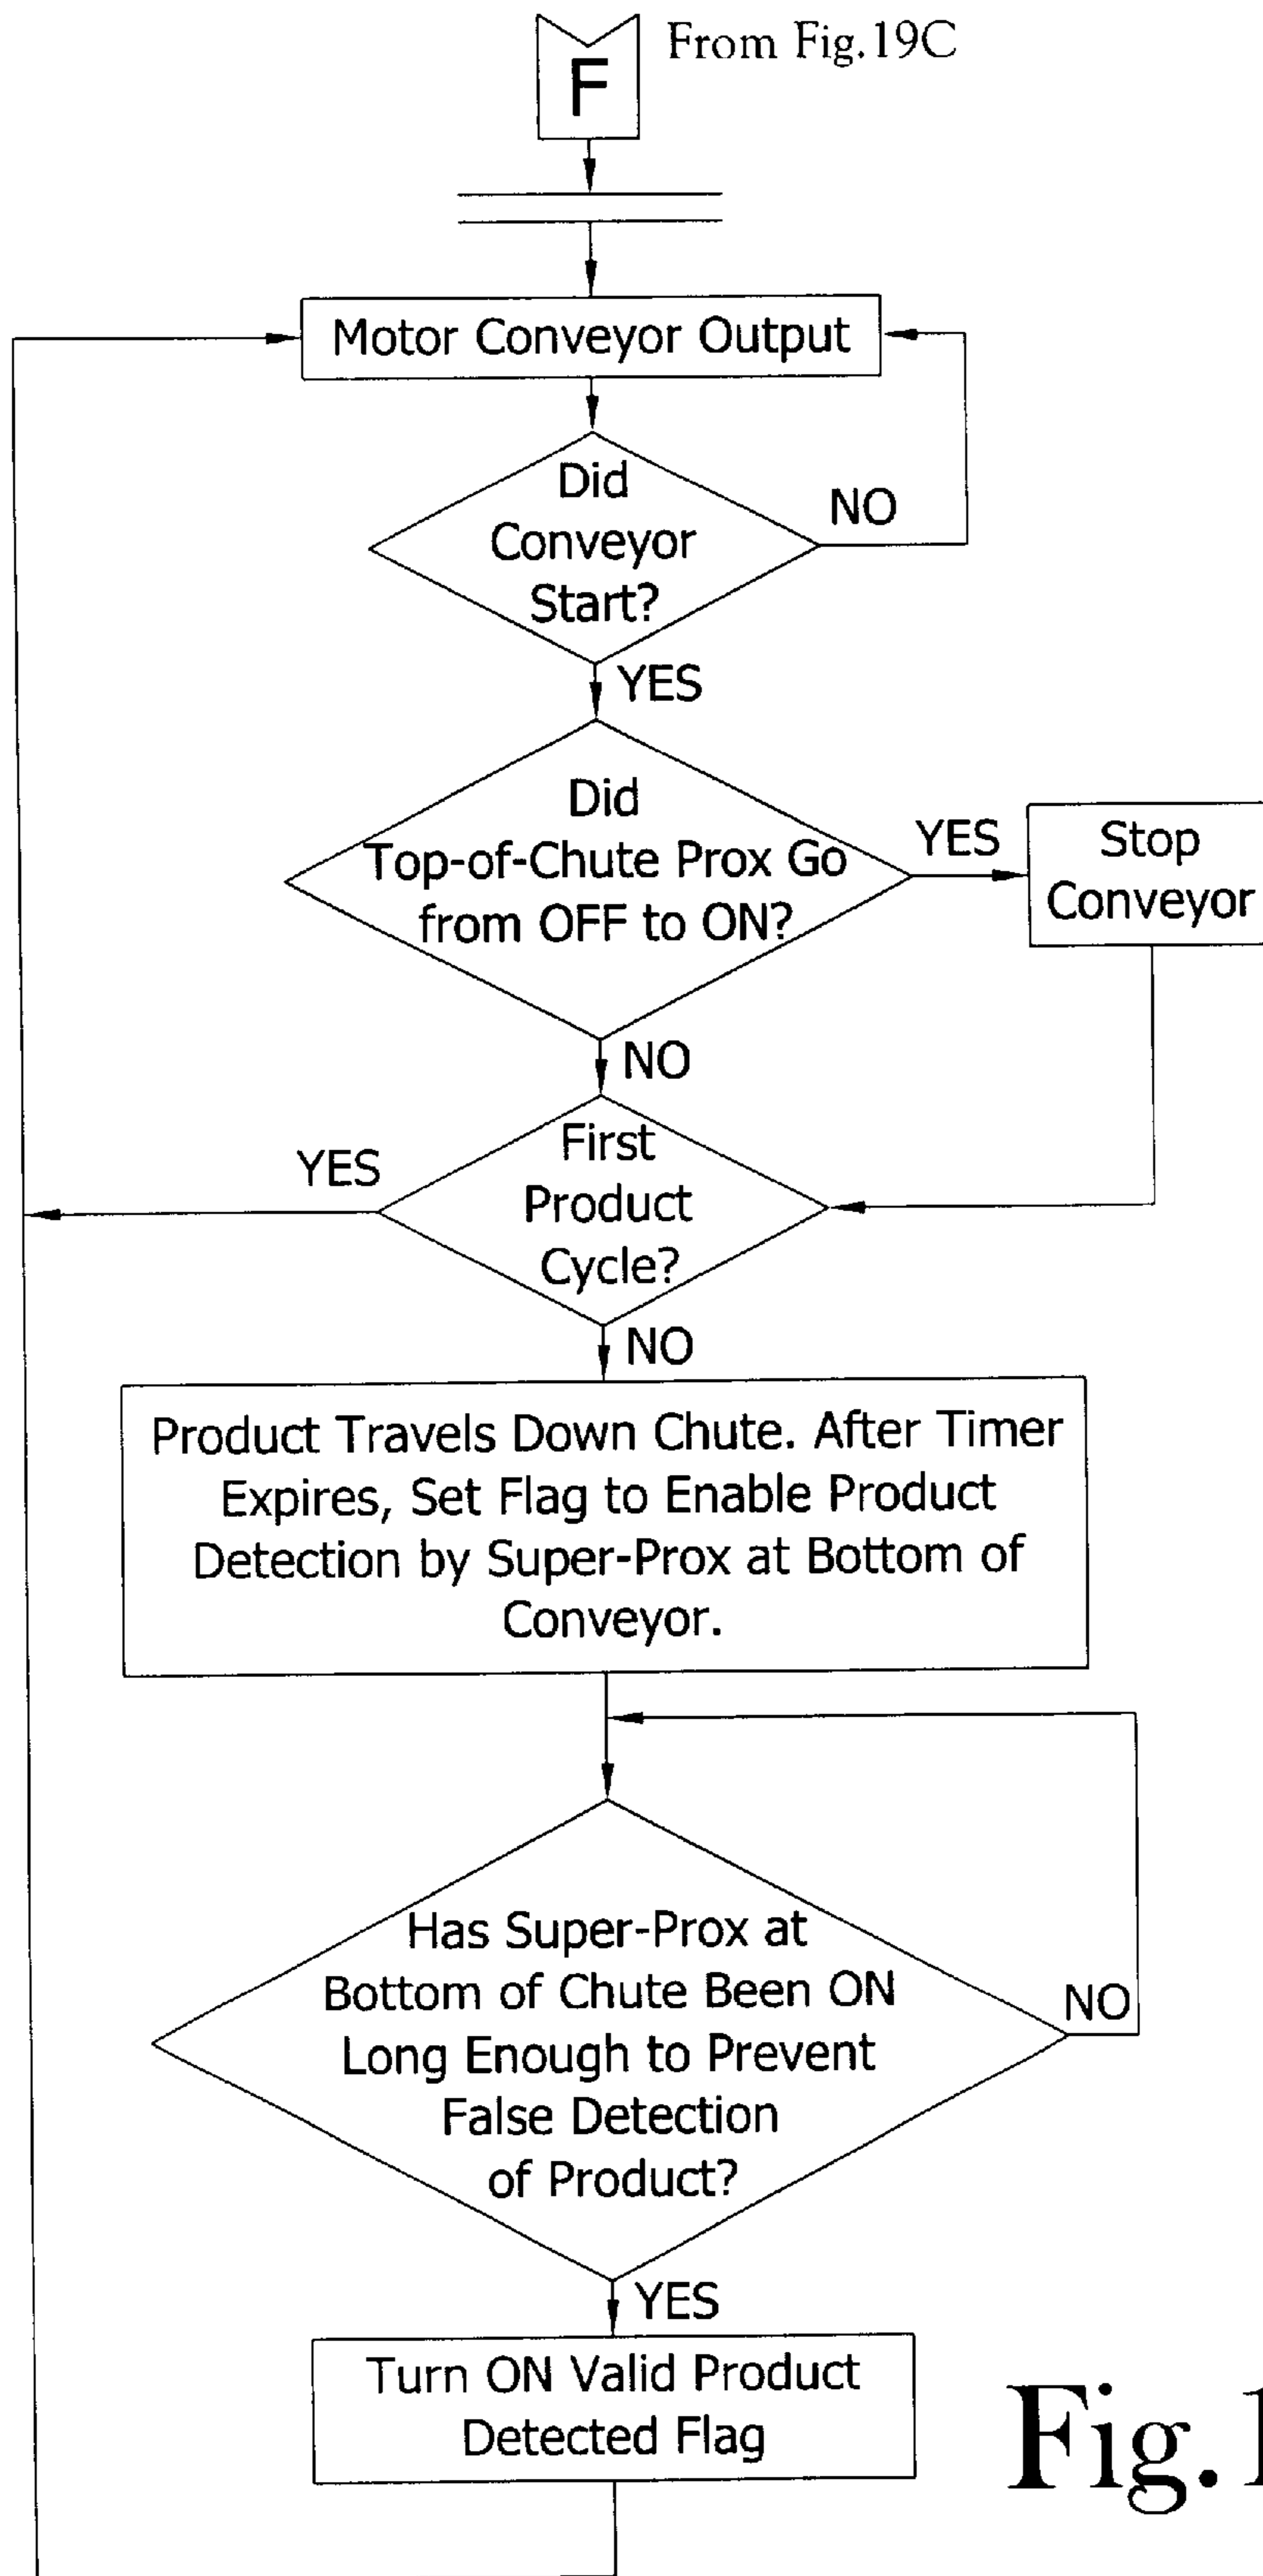 F
From Fig.19C
Motor Conveyor Output
Did
Conveyor
Start?
NO
YES
Did
Top-of-Chute Prox Go
from OFF to ON?
YES
Stop
Conveyor
NO
First
Product
Cycle?
YES
NO
Product Travels Down Chute. After Timer
Expires, Set Flag to Enable Product
Detection by Super-Prox at Bottom of
Conveyor.
Has Super-Prox at
Bottom of Chute Been ON
Long Enough to Prevent
False Detection
of Product?
NO
YES
Turn ON Valid Product
Detected Flag
Fig.1